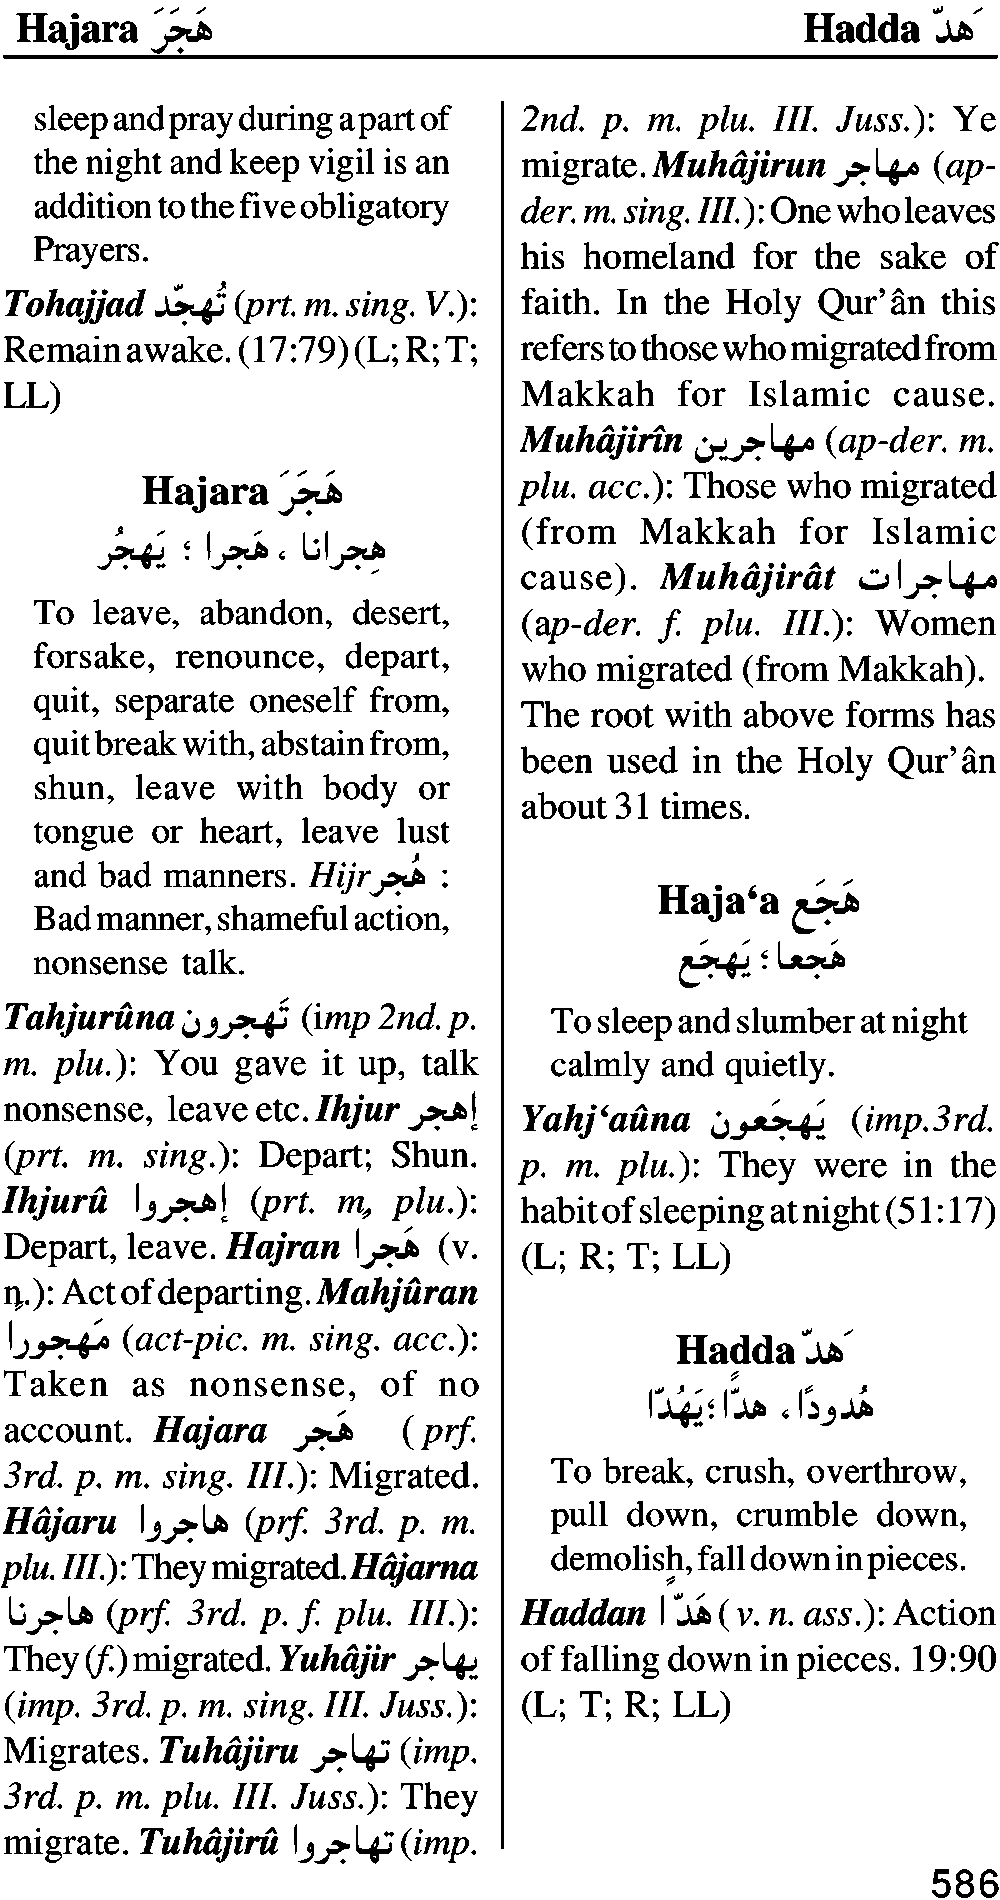 Hajara هَجَرَ
Hadda هَدّ
sleep and pray during a part of
the night and keep vigil is an
addition to the five obligatory
Prayers.
Tohajjad تُهجّد (prt. m. sing. V.):
Remain awake. (17:79) (L; R; T;
LL)
Hajara هَجَرَ
هِجرانا ، هَجرا ؛ يَهجُر
To leave, abandon, desert,
forsake, renounce, depart,
quit, separate oneself from,
quit break with, abstain from,
shun, leave with body or
tongue or heart, leave lust
and bad manners. Hijr هُجر :
Bad manner, shameful action,
nonsense talk.
Tahjurûna تَهجرون (imp 2nd. p.
m. plu.): You gave it up, talk
nonsense, leave etc. Ihjur إهجر
(prt. m. sing.): Depart; Shun.
Ihjurû إهجروا (prt. m, plu.):
Depart, leave. Hajran هَجرا (v.
n.): Act of departing. Mahjûran
مَهجوراً (act-pic. m. sing. acc.):
Taken as nonsense, of no
account. Hajara هَجر (prf.
3rd. p. m. sing. III.): Migrated.
Hâjaru هاجروا (prf. 3rd. p. m.
plu. III.): They migrated. Hâjarna
هاجرنا (prf. 3rd. p. f. plu. III.):
They (f.) migrated. Yuhâjir يهاجر
(imp. 3rd. p. m. sing. III. Juss.):
Migrates. Tuhâjiru تهاجر (imp.
3rd. p. m. plu. III. Juss.): They
migrate. Tuhâjirû تهاجروا (imp.
2nd. p. m. plu. III. Juss.): Ye
migrate. Muhâjirun مهاجر (ap-
der. m. sing. III.): One who leaves
his homeland for the sake of
faith. In the Holy Qur’ân this
refers to those who migrated from
Makkah for Islamic cause.
Muhâjirîn مهاجرين (ap-der. m.
plu. acc.): Those who migrated
(from Makkah for Islamic
cause). Muhâjirât مهاجرات
(ap-der. f. plu. III.): Women
who migrated (from Makkah).
The root with above forms has
been used in the Holy Qur’ân
about 31 times.
Haja‘a هَجَع
هَجعا ؛ يَهجَع
To sleep and slumber at night
calmly and quietly.
Yahj‘aûna يَهجَعون (imp.3rd.
p. m. plu.): They were in the
habit of sleeping at night (51:17)
(L; R; T; LL)
Hadda هَدّ
هُدودًا ، هدًّا ؛ يَهُدّا
To break, crush, overthrow,
pull down, crumble down,
demolish, fall down in pieces.
Haddan هَدّا (v. n. ass.): Action
of falling down in pieces. 19:90
(L; T; R; LL)
586